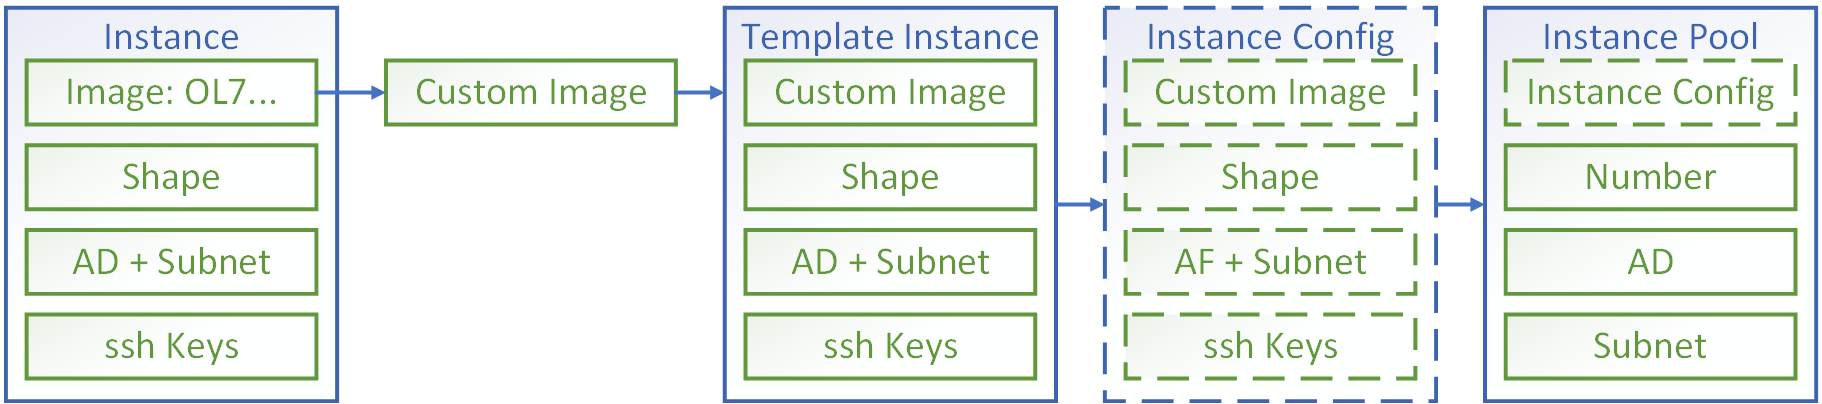 Instance
Image: OL7...
Shape
AD + Subnet
ssh Keys
Custom Image
Template Instance
Custom Image
Shape
AD + Subnet
ssh Keys
Instance Config
Custom Image
Shape
AF + Subnet
ssh Keys
Instance Pool
Instance Config
Number
AD
Subnet